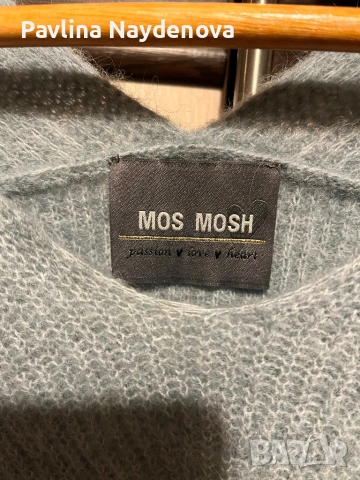 Pavlina Naydenova
MOS MOSH
passion ♥ love ♥ heart
BAZAR